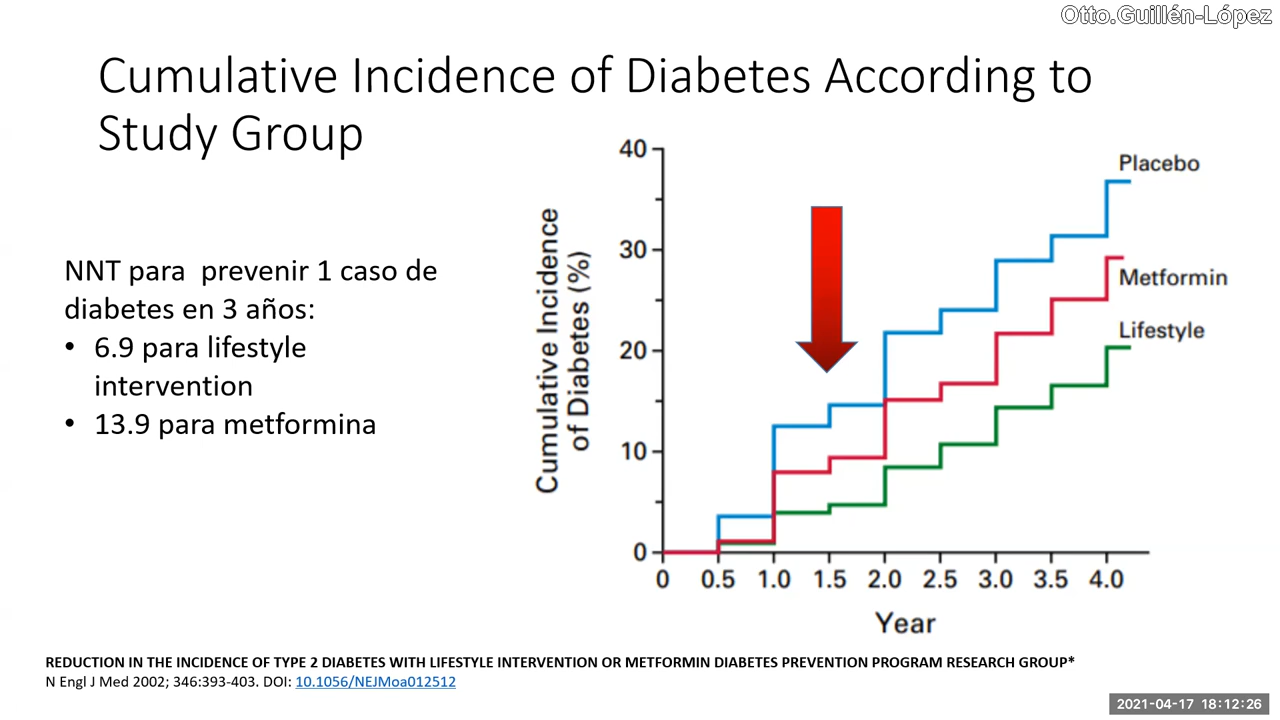 Otto.Guillén-López
Cumulative Incidence of Diabetes According to
Study Group
NNT para  prevenir 1 caso de
diabetes en 3 años:
• 6.9 para lifestyle
intervention
• 13.9 para metformina
Cumulative Incidence
of Diabetes (%)
40
30
20
10
0
Placebo
Metformin
Lifestyle
0 0.5 1.0 1.5 2.0 2.5 3.0 3.5 4.0
Year
REDUCTION IN THE INCIDENCE OF TYPE 2 DIABETES WITH LIFESTYLE INTERVENTION OR METFORMIN DIABETES PREVENTION PROGRAM RESEARCH GROUP*
N Engl J Med 2002; 346:393-403. DOI: 10.1056/NEJMoa012512
2021-04-17 18:12:26